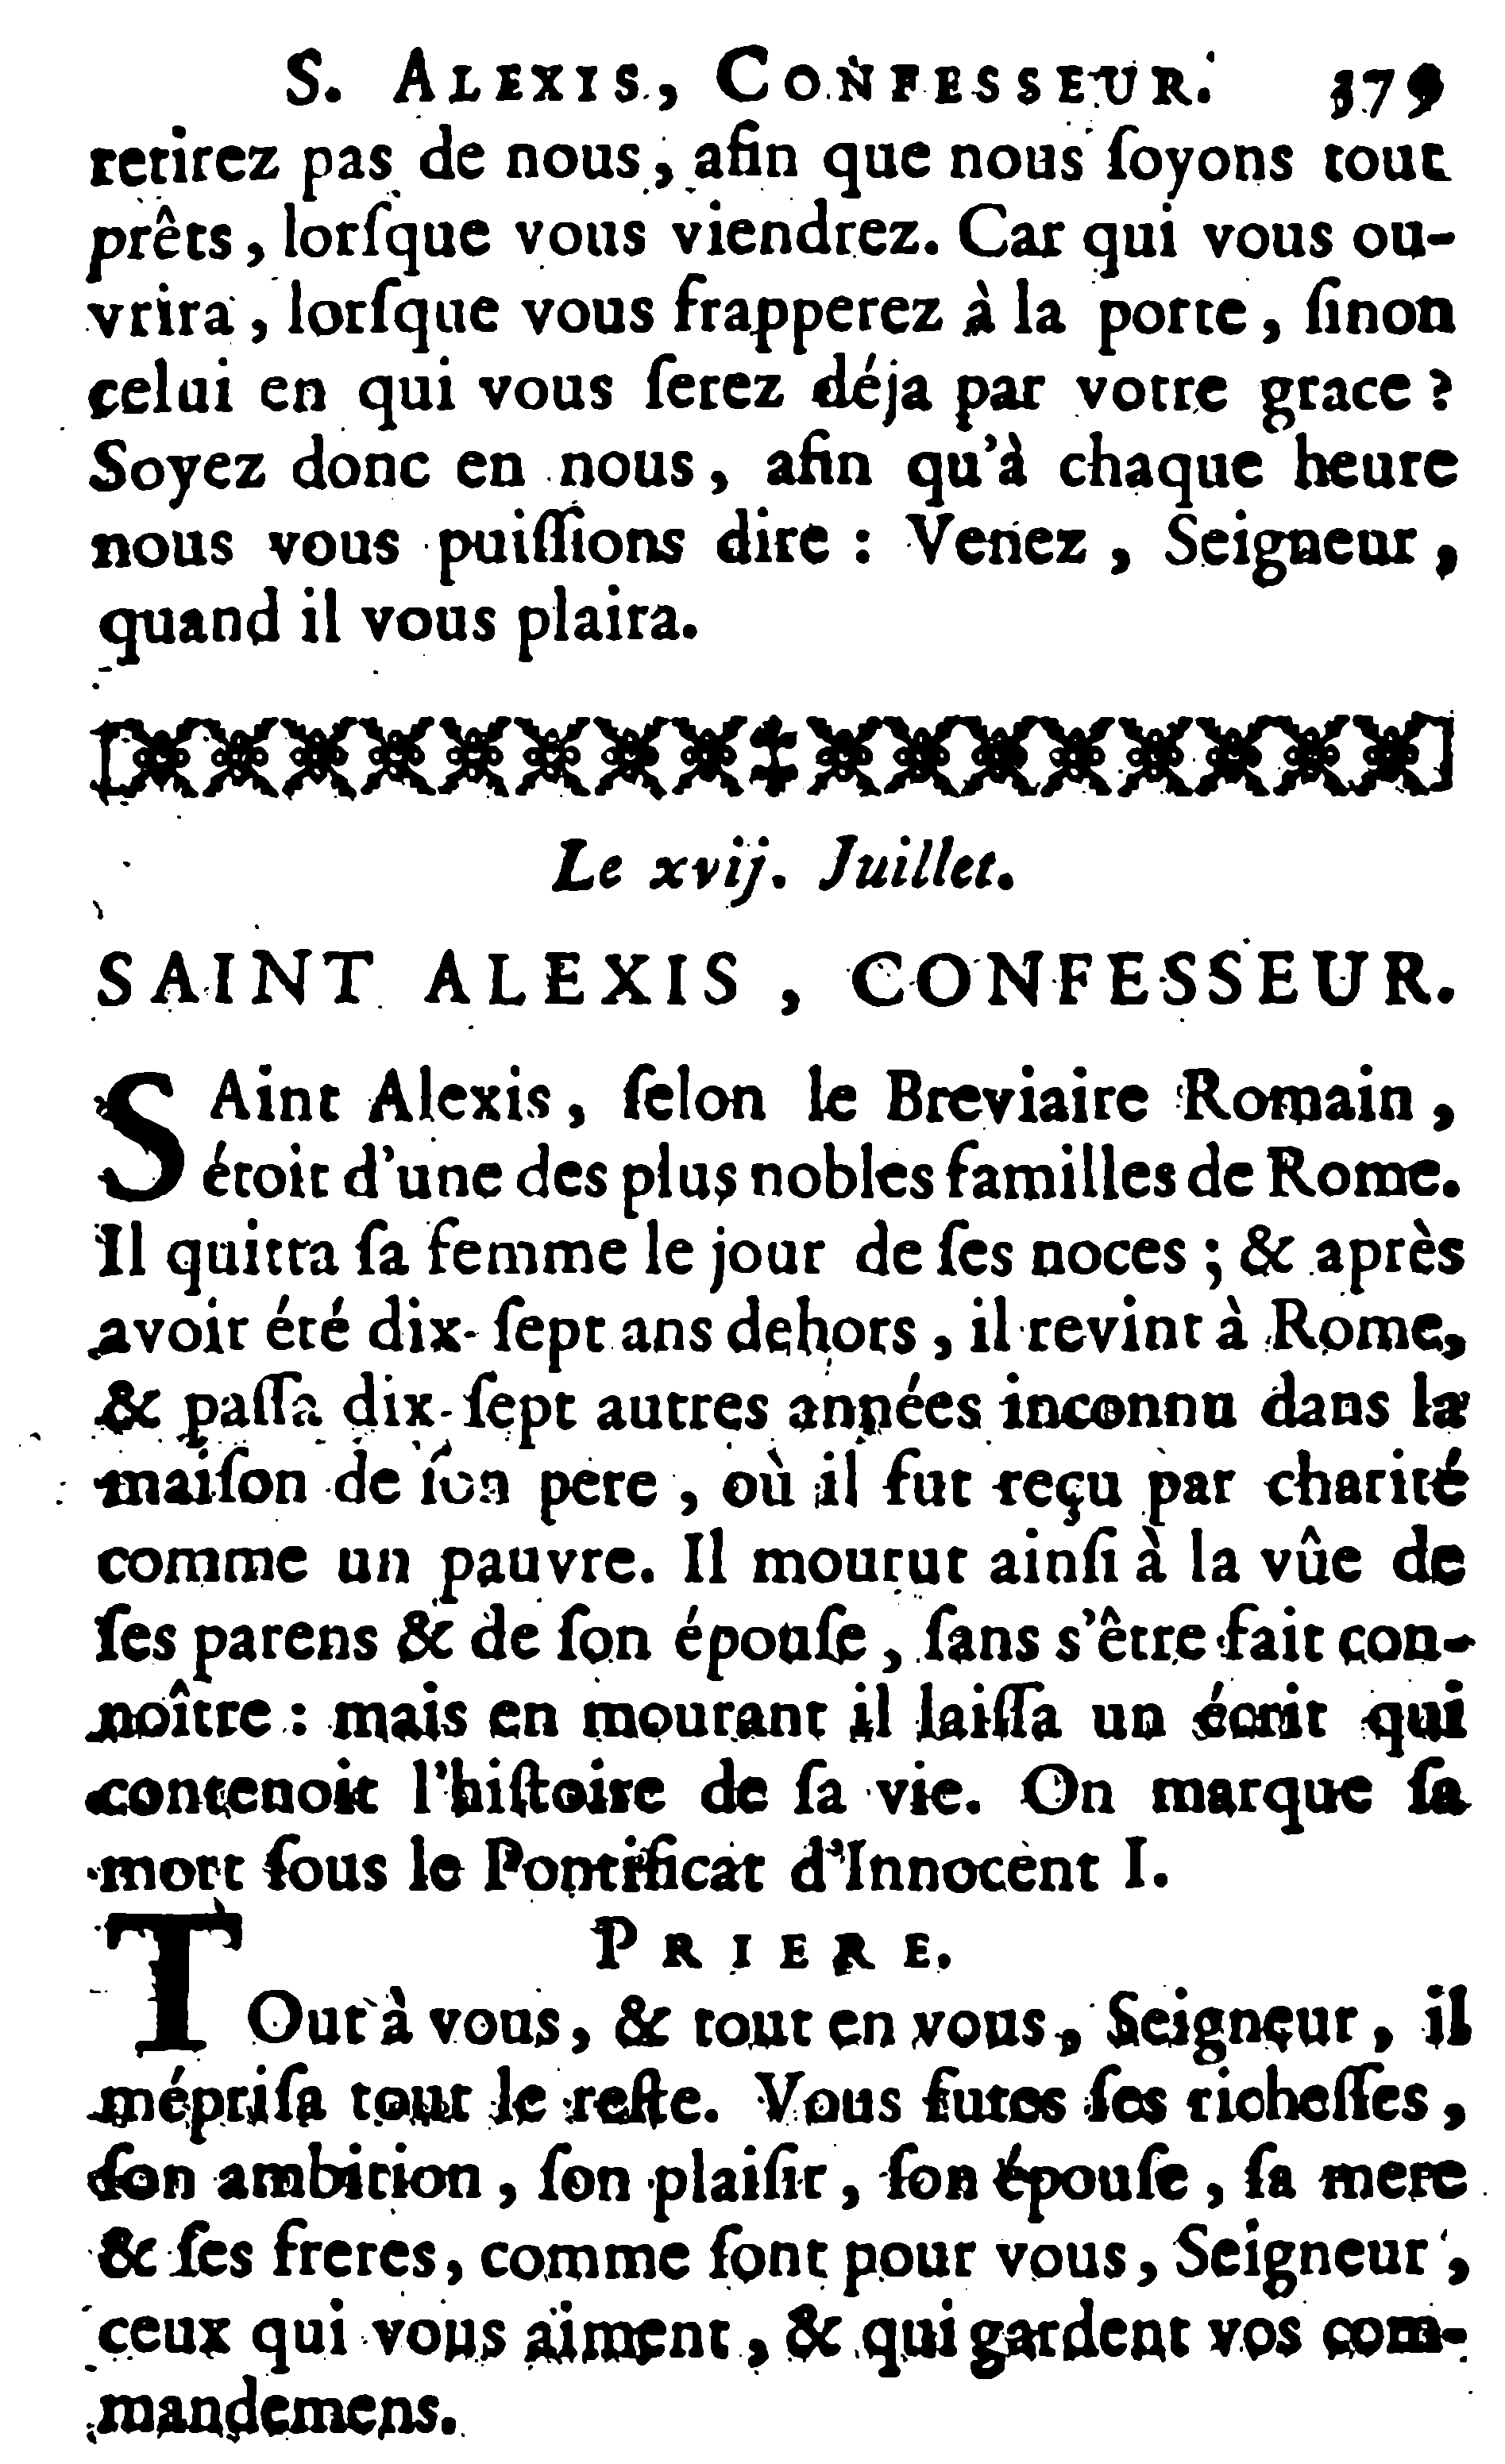 S. ALEXIS, CONFESSEUR. 379
retirez pas de nous, afin que nous ſoyons tout
prêts, lorſque vous viendrez. Car qui vous ou-
vrira, lorſque vous frapperez à la porte, ſinon
celui en qui vous ſerez déja par votre grace ?
Soyez donc en nous, afin qu'à chaque heure
nous vous puiſſions dire : Venez, Seigneur,
quand il vous plaira.
Le xvij. Juillet.
SAINT ALEXIS, CONFESSEUR.
SAint Alexis, ſelon le Breviaire Romain,
étoit d'une des plus nobles familles de Rome.
Il quitta ſa femme le jour de ſes noces ; & après
avoir été dix-ſept ans dehors, il revint à Rome,
& paſſa dix-ſept autres années inconnu dans la
maiſon de ſon pere, où il fut reçu par charité
comme un pauvre. Il mourut ainſi à la vûe de
ſes parens & de ſon épouſe, ſans s'être fait con-
noître : mais en mourant il laiſſa un écrit qui
contenoit l'hiſtoire de ſa vie. On marque ſa
mort ſous le Pontificat d'Innocent I.
PRIERE.
TOut à vous, & tout en vous, Seigneur, il
mépriſa tout le reſte. Vous futes ſes richeſſes,
ſon ambition, ſon plaiſir, ſon épouſe, ſa mere
& ſes freres, comme ſont pour vous, Seigneur,
ceux qui vous aiment, & qui gardent vos com-
mandemens.